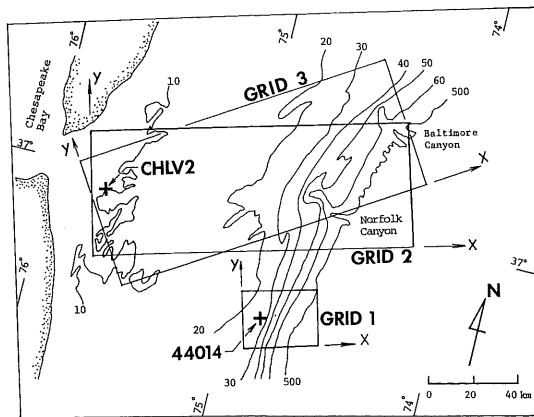 76°
75°
74°
Chesapeake
Bay
Y
10
20
30
40
50
60
500
GRID 3
Baltimore
Canyon
37°
Y
CHLV2
X
Norfolk
Canyon
X
GRID 2
76°
10
Y
37°
20
GRID 1
N
44014
X
30
500
75°
74°
0 20 40
km